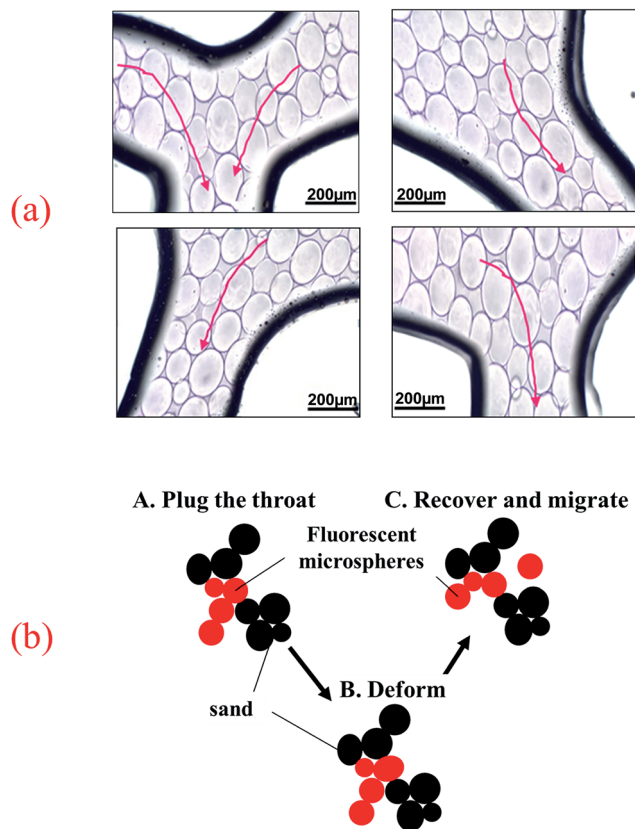 (a)
200μm
200μm
200μm
200μm
(b)
A. Plug the throat
C. Recover and migrate
Fluorescent
microspheres
B. Deform
sand